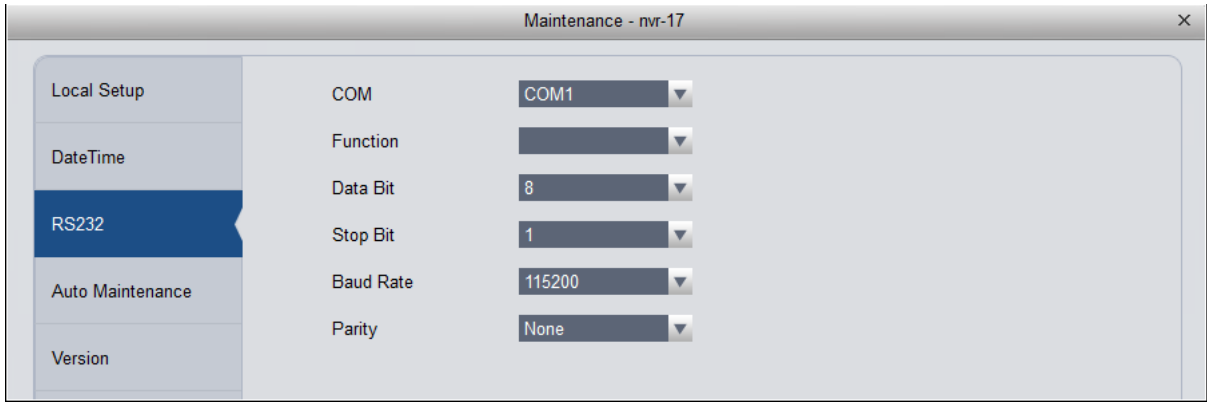 Maintenance - nvr-17
Local Setup
DateTime
RS232
Auto Maintenance
Version
COM COM1
Function
Data Bit 8
Stop Bit 1
Baud Rate 115200
Parity None